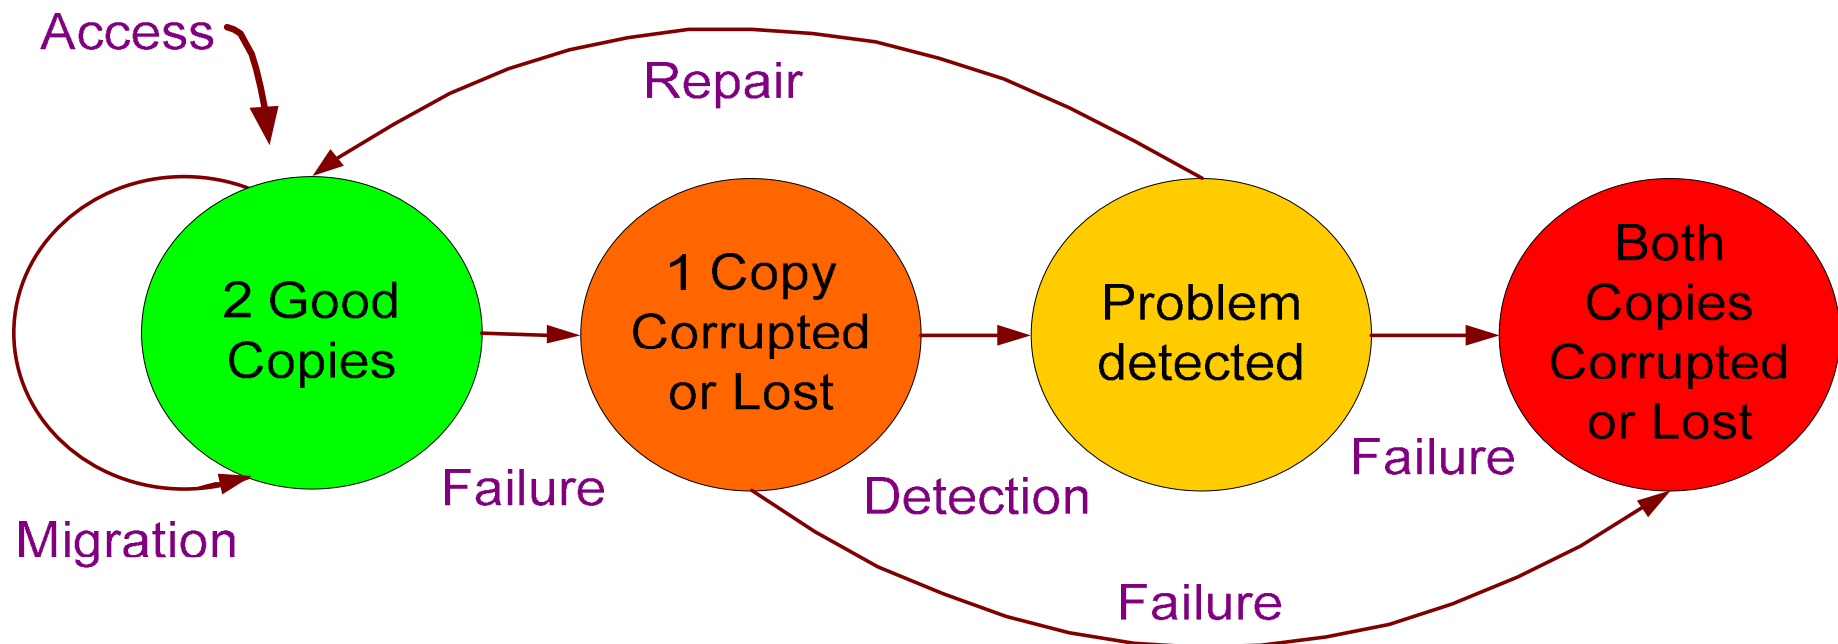 Access
Repair
2 Good
Copies
1 Copy
Corrupted
or Lost
Problem
detected
Both
Copies
Corrupted
or Lost
Migration
Failure
Detection
Failure
Failure